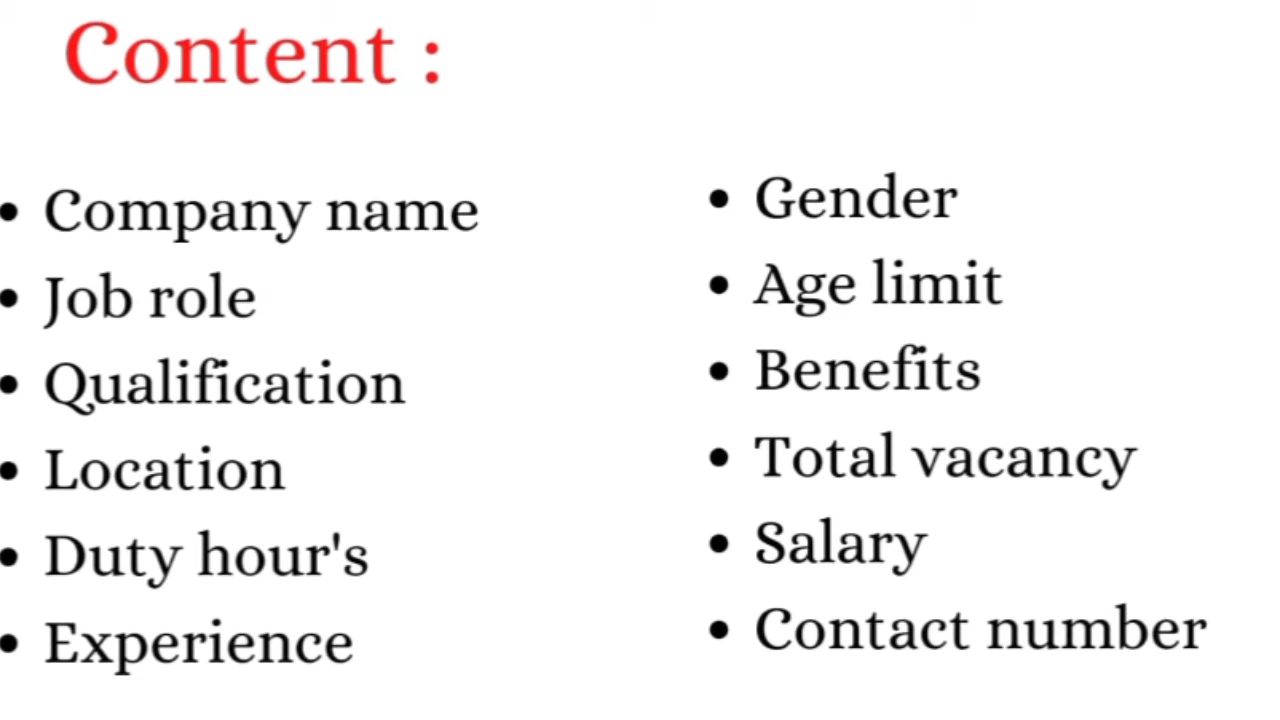 Content :
• Company name
• Job role
• Qualification
• Location
• Duty hour's
• Experience
• Gender
• Age limit
• Benefits
• Total vacancy
• Salary
• Contact number